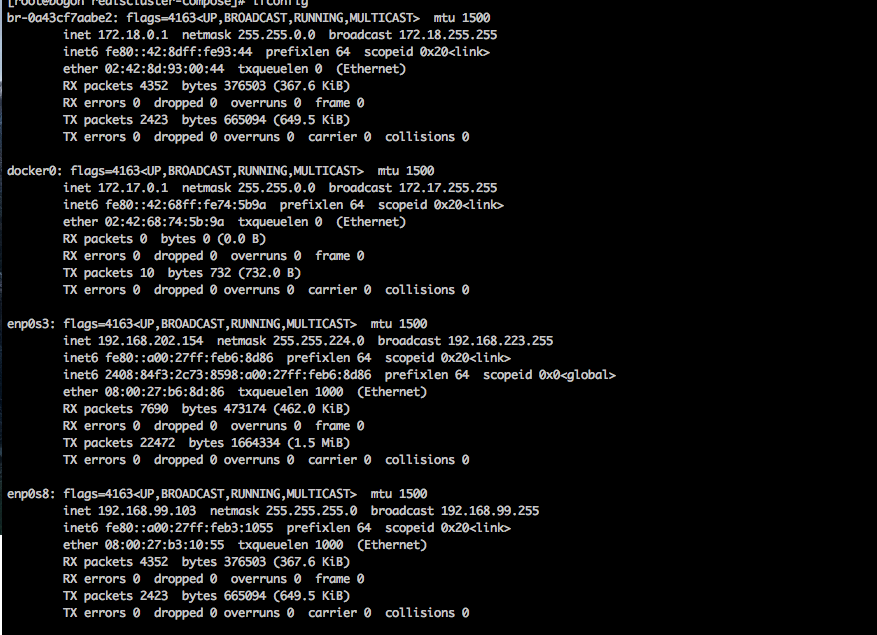 [root@bogon rediscluster-compose]# ifconfig
br-0a43cf7aabe2: flags=4163<UP,BROADCAST,RUNNING,MULTICAST>  mtu 1500
        inet 172.18.0.1  netmask 255.255.0.0  broadcast 172.18.255.255
        inet6 fe80::42:8dff:fe93:44  prefixlen 64  scopeid 0x20<link>
        ether 02:42:8d:93:00:44  txqueuelen 0  (Ethernet)
        RX packets 4352  bytes 376503 (367.6 KiB)
        RX errors 0  dropped 0  overruns 0  frame 0
        TX packets 2423  bytes 665094 (649.5 KiB)
        TX errors 0  dropped 0 overruns 0  carrier 0  collisions 0

docker0: flags=4163<UP,BROADCAST,RUNNING,MULTICAST>  mtu 1500
        inet 172.17.0.1  netmask 255.255.0.0  broadcast 172.17.255.255
        inet6 fe80::42:68ff:fe74:5b9a  prefixlen 64  scopeid 0x20<link>
        ether 02:42:68:74:5b:9a  txqueuelen 0  (Ethernet)
        RX packets 0  bytes 0 (0.0 B)
        RX errors 0  dropped 0  overruns 0  frame 0
        TX packets 10  bytes 732 (732.0 B)
        TX errors 0  dropped 0 overruns 0  carrier 0  collisions 0

enp0s3: flags=4163<UP,BROADCAST,RUNNING,MULTICAST>  mtu 1500
        inet 192.168.202.154  netmask 255.255.224.0  broadcast 192.168.223.255
        inet6 fe80::a00:27ff:feb6:8d86  prefixlen 64  scopeid 0x20<link>
        inet6 2408:84f3:2c73:8598:a00:27ff:feb6:8d86  prefixlen 64  scopeid 0x0<global>
        ether 08:00:27:b6:8d:86  txqueuelen 1000  (Ethernet)
        RX packets 7690  bytes 473174 (462.0 KiB)
        RX errors 0  dropped 0  overruns 0  frame 0
        TX packets 22472  bytes 1664334 (1.5 MiB)
        TX errors 0  dropped 0 overruns 0  carrier 0  collisions 0

enp0s8: flags=4163<UP,BROADCAST,RUNNING,MULTICAST>  mtu 1500
        inet 192.168.99.103  netmask 255.255.255.0  broadcast 192.168.99.255
        inet6 fe80::a00:27ff:feb3:1055  prefixlen 64  scopeid 0x20<link>
        ether 08:00:27:b3:10:55  txqueuelen 1000  (Ethernet)
        RX packets 4352  bytes 376503 (367.6 KiB)
        RX errors 0  dropped 0  overruns 0  frame 0
        TX packets 2423  bytes 665094 (649.5 KiB)
        TX errors 0  dropped 0 overruns 0  carrier 0  collisions 0